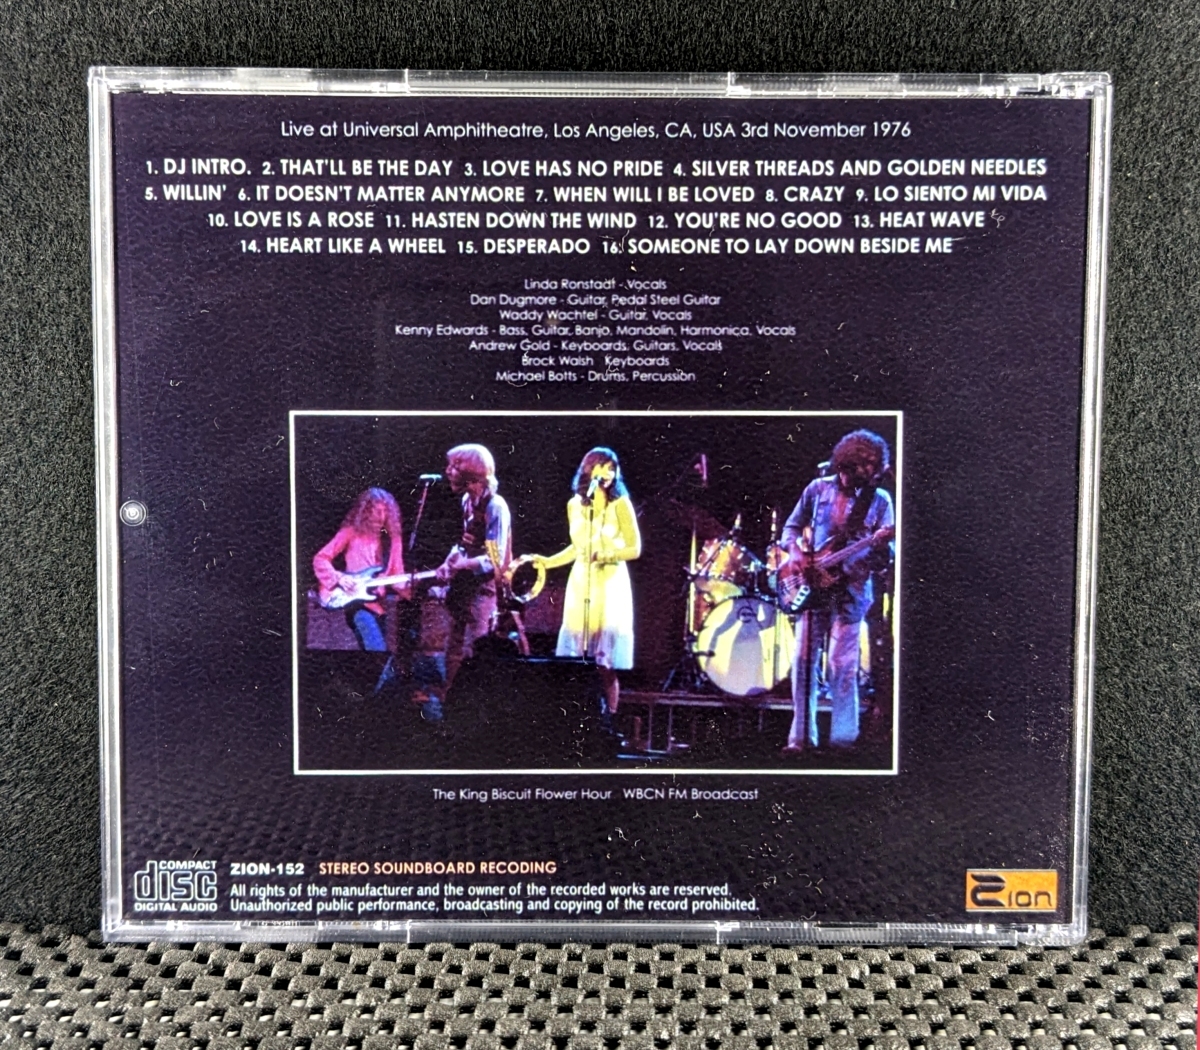 Live at Universal Amphitheatre, Los Angeles, CA, USA 3rd November 1976
1. DJ INTRO. 2. THAT'LL BE THE DAY 3. LOVE HAS NO PRIDE 4. SILVER THREADS AND GOLDEN NEEDLES
5. WILLIN' 6. IT DOESN'T MATTER ANYMORE 7. WHEN WILL I BE LOVED 8. CRAZY 9. LO SIENTO MI VIDA
10. LOVE IS A ROSE 11. HASTEN DOWN THE WIND 12. YOU'RE NO GOOD 13. HEAT WAVE
14. HEART LIKE A WHEEL 15. DESPERADO 16. SOMEONE TO LAY DOWN BESIDE ME
Linda Ronstadt - Vocals
Dan Dugmore - Guitar, Pedal Steel Guitar
Waddy Wachtel - Guitar, Vocals
Kenny Edwards - Bass, Guitar, Banjo, Mandolin, Harmonica, Vocals
Andrew Gold - Keyboards, Guitars, Vocals
Brock Walsh Keyboards
Michael Botts - Drums, Percussion
The King Biscuit Flower Hour WBCN FM Broadcast
COMPACT
disc
DIGITAL AUDIO
ZION-152 STEREO SOUNDBOARD RECODING
All rights of the manufacturer and the owner of the recorded works are reserved.
Unauthorized public performance, broadcasting and copying of the record prohibited.
Zion